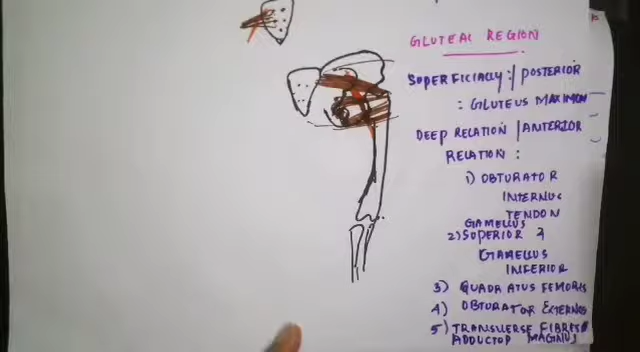 GLUTEAL REGION
SUPERFICIALLY:/POSTERIOR
: GLUTEUS MAXIMUM
DEEP RELATION /ANTERIOR
RELATION :
1) OBTURATOR
INTERNUS
TENDON
GAMELLUS
2) SUPERIOR &
GAMELLUS
INFERIOR
3) QUADRATUS FEMORIS
4) OBTURATOR EXTERNUS
5) TRANSVERSE FIBRES
ADDUCTOR MAGNUS